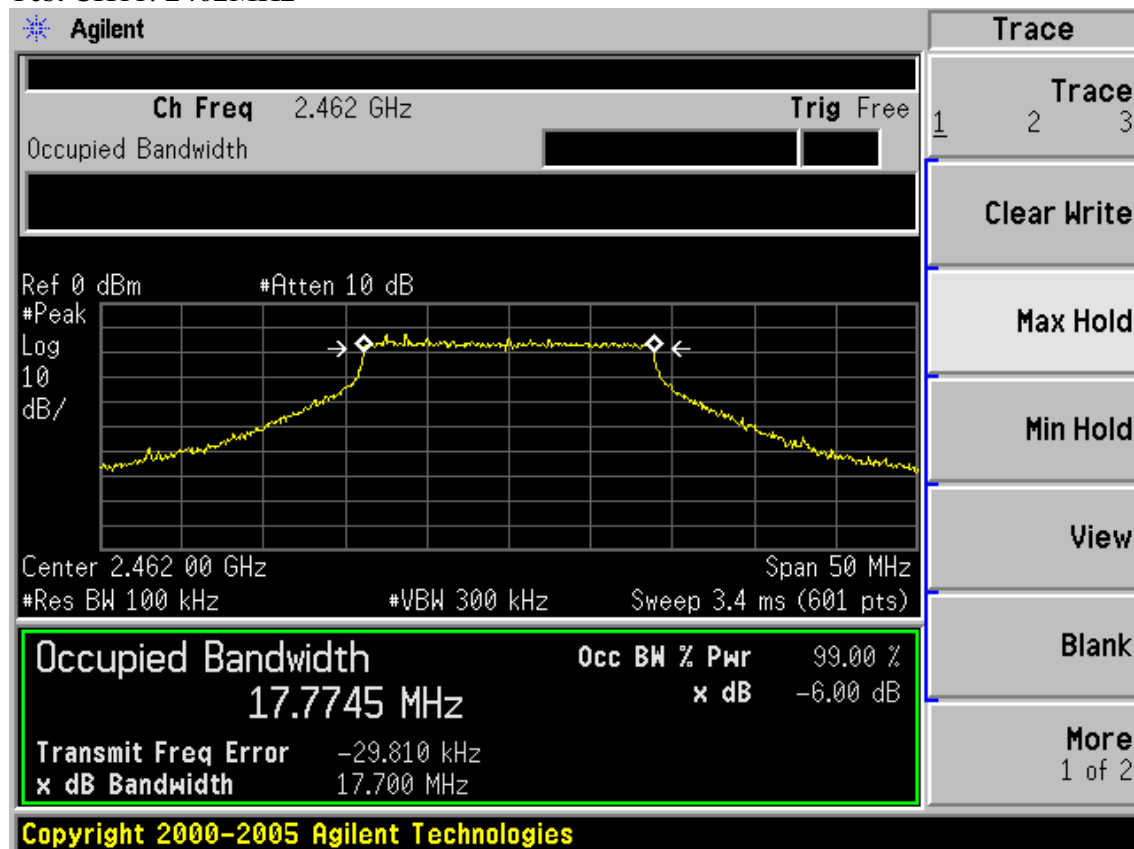 Agilent
Trace
Ch Freq 2.462 GHz Trig Free
Occupied Bandwidth
Trace
1 2 3
Clear Write
Max Hold
Min Hold
View
Blank
More
1 of 2
Ref 0 dBm #Atten 10 dB
#Peak
Log
10
dB/
Center 2.462 00 GHz Span 50 MHz
#Res BW 100 kHz #VBW 300 kHz Sweep 3.4 ms (601 pts)
Occupied Bandwidth Occ BW % Pwr 99.00 %
17.7745 MHz x dB -6.00 dB
Transmit Freq Error -29.810 kHz
x dB Bandwidth 17.700 MHz
Copyright 2000-2005 Agilent Technologies